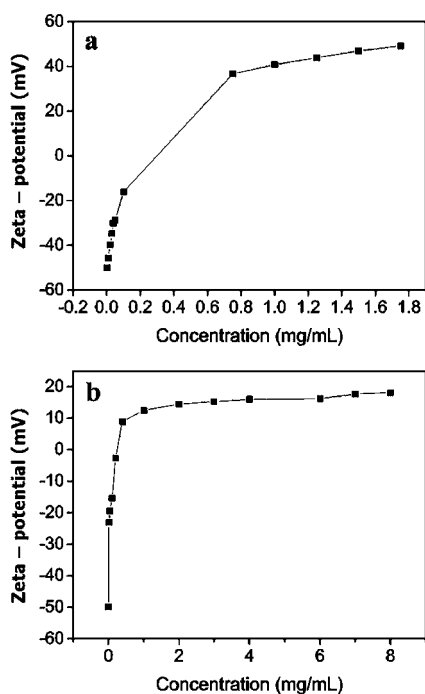 a
60
40
20
0
-20
-40
-60
Zeta – potential (mV)
-0.2 0.0 0.2 0.4 0.6 0.8 1.0 1.2 1.4 1.6 1.8
Concentration (mg/mL)
b
20
10
0
-10
-20
-30
-40
-50
-60
Zeta – potential (mV)
0 2 4 6 8
Concentration (mg/mL)